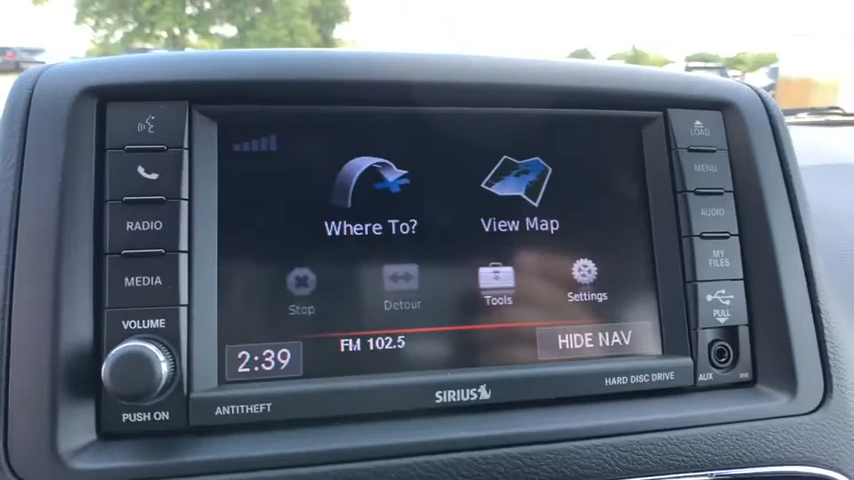 LOAD
MENU
RADIO
AUDIO
MEDIA
MY
FILES
VOLUME
PULL
PUSH ON
AUX
Where To?
View Map
Stop
Detour
Tools
Settings
2:39
FM 102.5
HIDE NAV
ANTITHEFT
SIRIUS
HARD DISC DRIVE